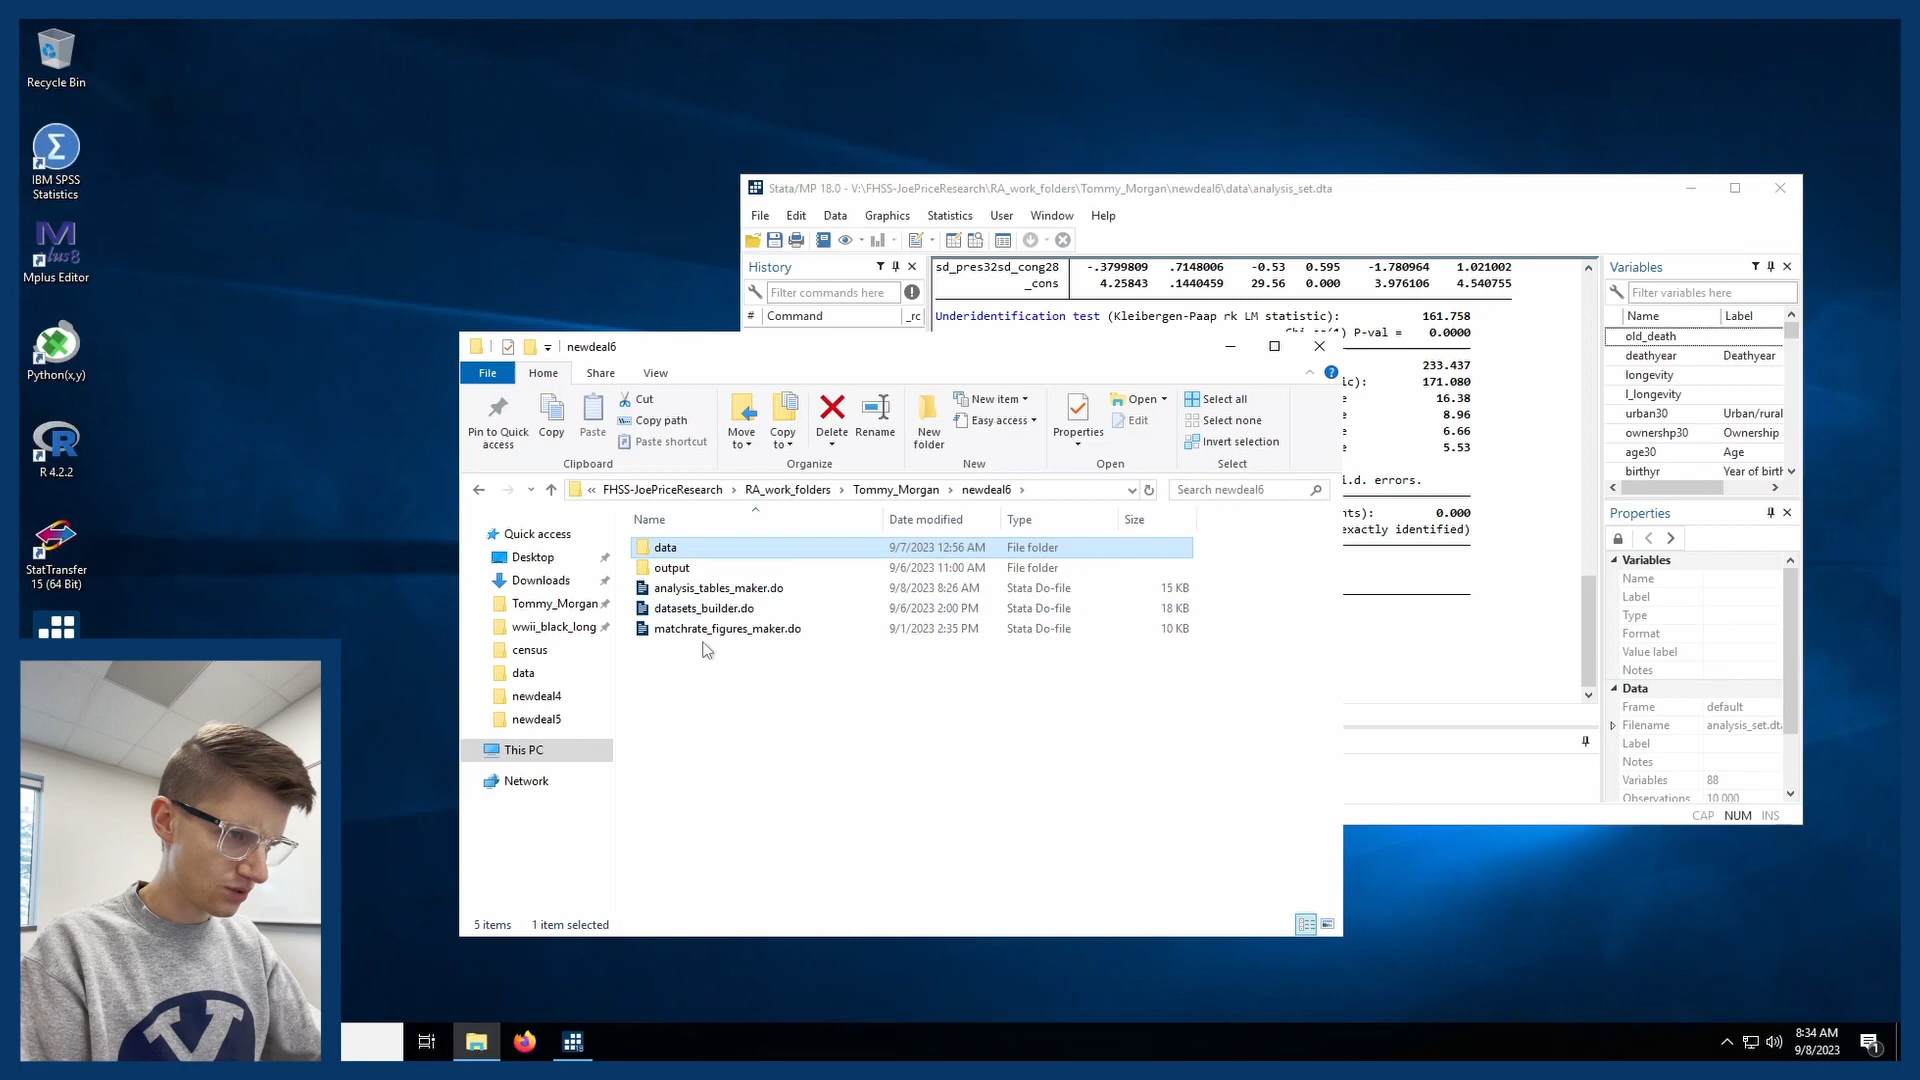 Recycle Bin
IBM SPSS
Statistics
Mplus Editor
Python(x,y)
R 4.2.2
StatTransfer
15 (64 Bit)
Stata/MP 18.0 - V:\FHSS-JoePriceResearch\RA_work_folders\Tommy_Morgan\newdeal6\data\analysis_set.dta
File Edit Data Graphics Statistics User Window Help
History
Filter commands here
# Command _rc
sd_pres32sd_cong28 -.3799809 .7148006 -0.53 0.595 -1.780964 1.021002
_cons 4.25843 .1440459 29.56 0.000 3.976106 4.540755
Underidentification test (Kleibergen-Paap rk LM statistic): 161.758
P-val = 0.0000
233.437
ic): 171.080
16.38
8.96
6.66
5.53
i.d. errors.
nts): 0.000
exactly identified)
Variables
Filter variables here
Name Label
old_death
deathyear Deathyear
longevity
l_longevity
urban30 Urban/rural
ownershp30 Ownership
age30 Age
birthyr Year of birth
Properties
Variables
Name
Label
Type
Format
Value label
Notes
Data
Frame default
Filename analysis_set.dt
Label
Notes
Variables 88
Observations 10,000
CAP NUM INS
newdeal6
File Home Share View
Pin to Quick
access
Copy
Paste
Cut
Copy path
Paste shortcut
Clipboard
Move
to
Copy
to
Delete
Rename
Organize
New
folder
New item
Easy access
New
Properties
Open
Edit
Open
Select all
Select none
Invert selection
Select
« FHSS-JoePriceResearch › RA_work_folders › Tommy_Morgan › newdeal6 ›
Search newdeal6
Quick access
Desktop
Downloads
Tommy_Morgan
wwii_black_long
census
data
newdeal4
newdeal5
This PC
Network
Name Date modified Type Size
data 9/7/2023 12:56 AM File folder
output 9/6/2023 11:00 AM File folder
analysis_tables_maker.do 9/8/2023 8:26 AM Stata Do-file 15 KB
datasets_builder.do 9/6/2023 2:00 PM Stata Do-file 18 KB
matchrate_figures_maker.do 9/1/2023 2:35 PM Stata Do-file 10 KB
5 items 1 item selected
8:34 AM
9/8/2023
1